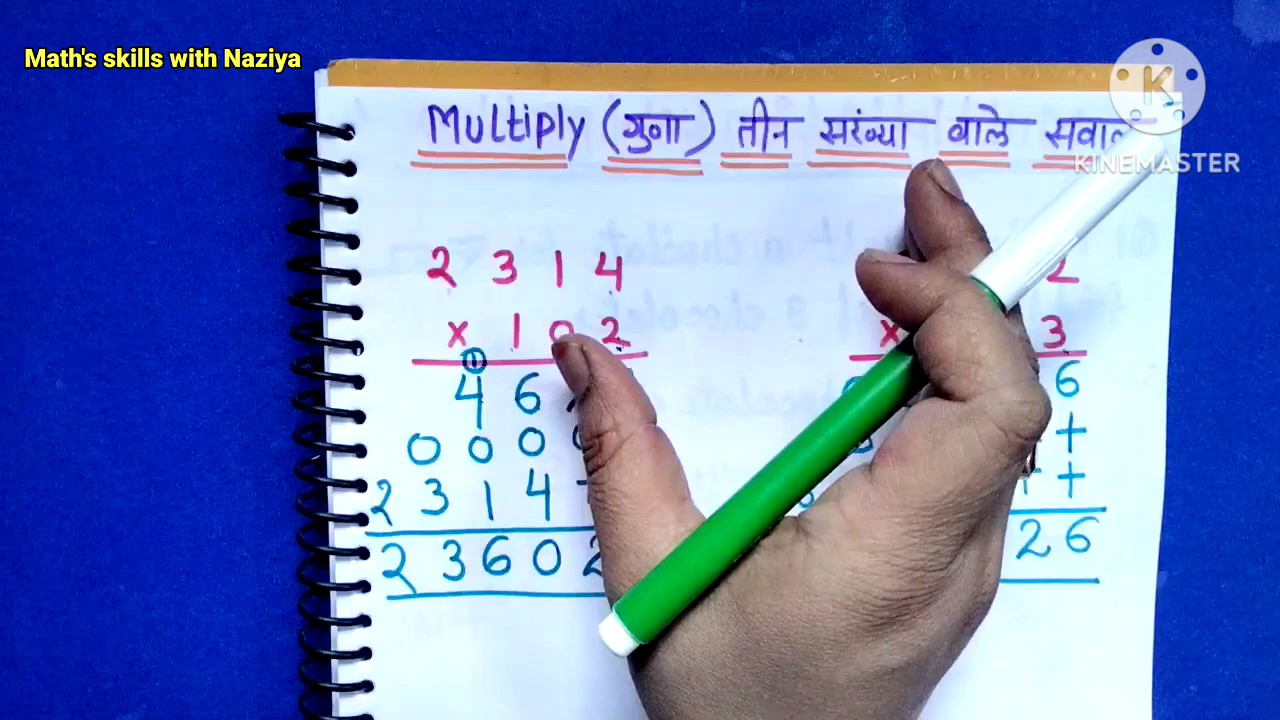 Math's skills with Naziya
K
KINEMASTER
Multiply (गुणा) तीन संख्या वाले सवाल
2 3 1 4
x 1 0 2
1
4 6
0 0 0
2 3 1 4
2 3 6 0 2
2
x 3
6
+
+ +
2 6